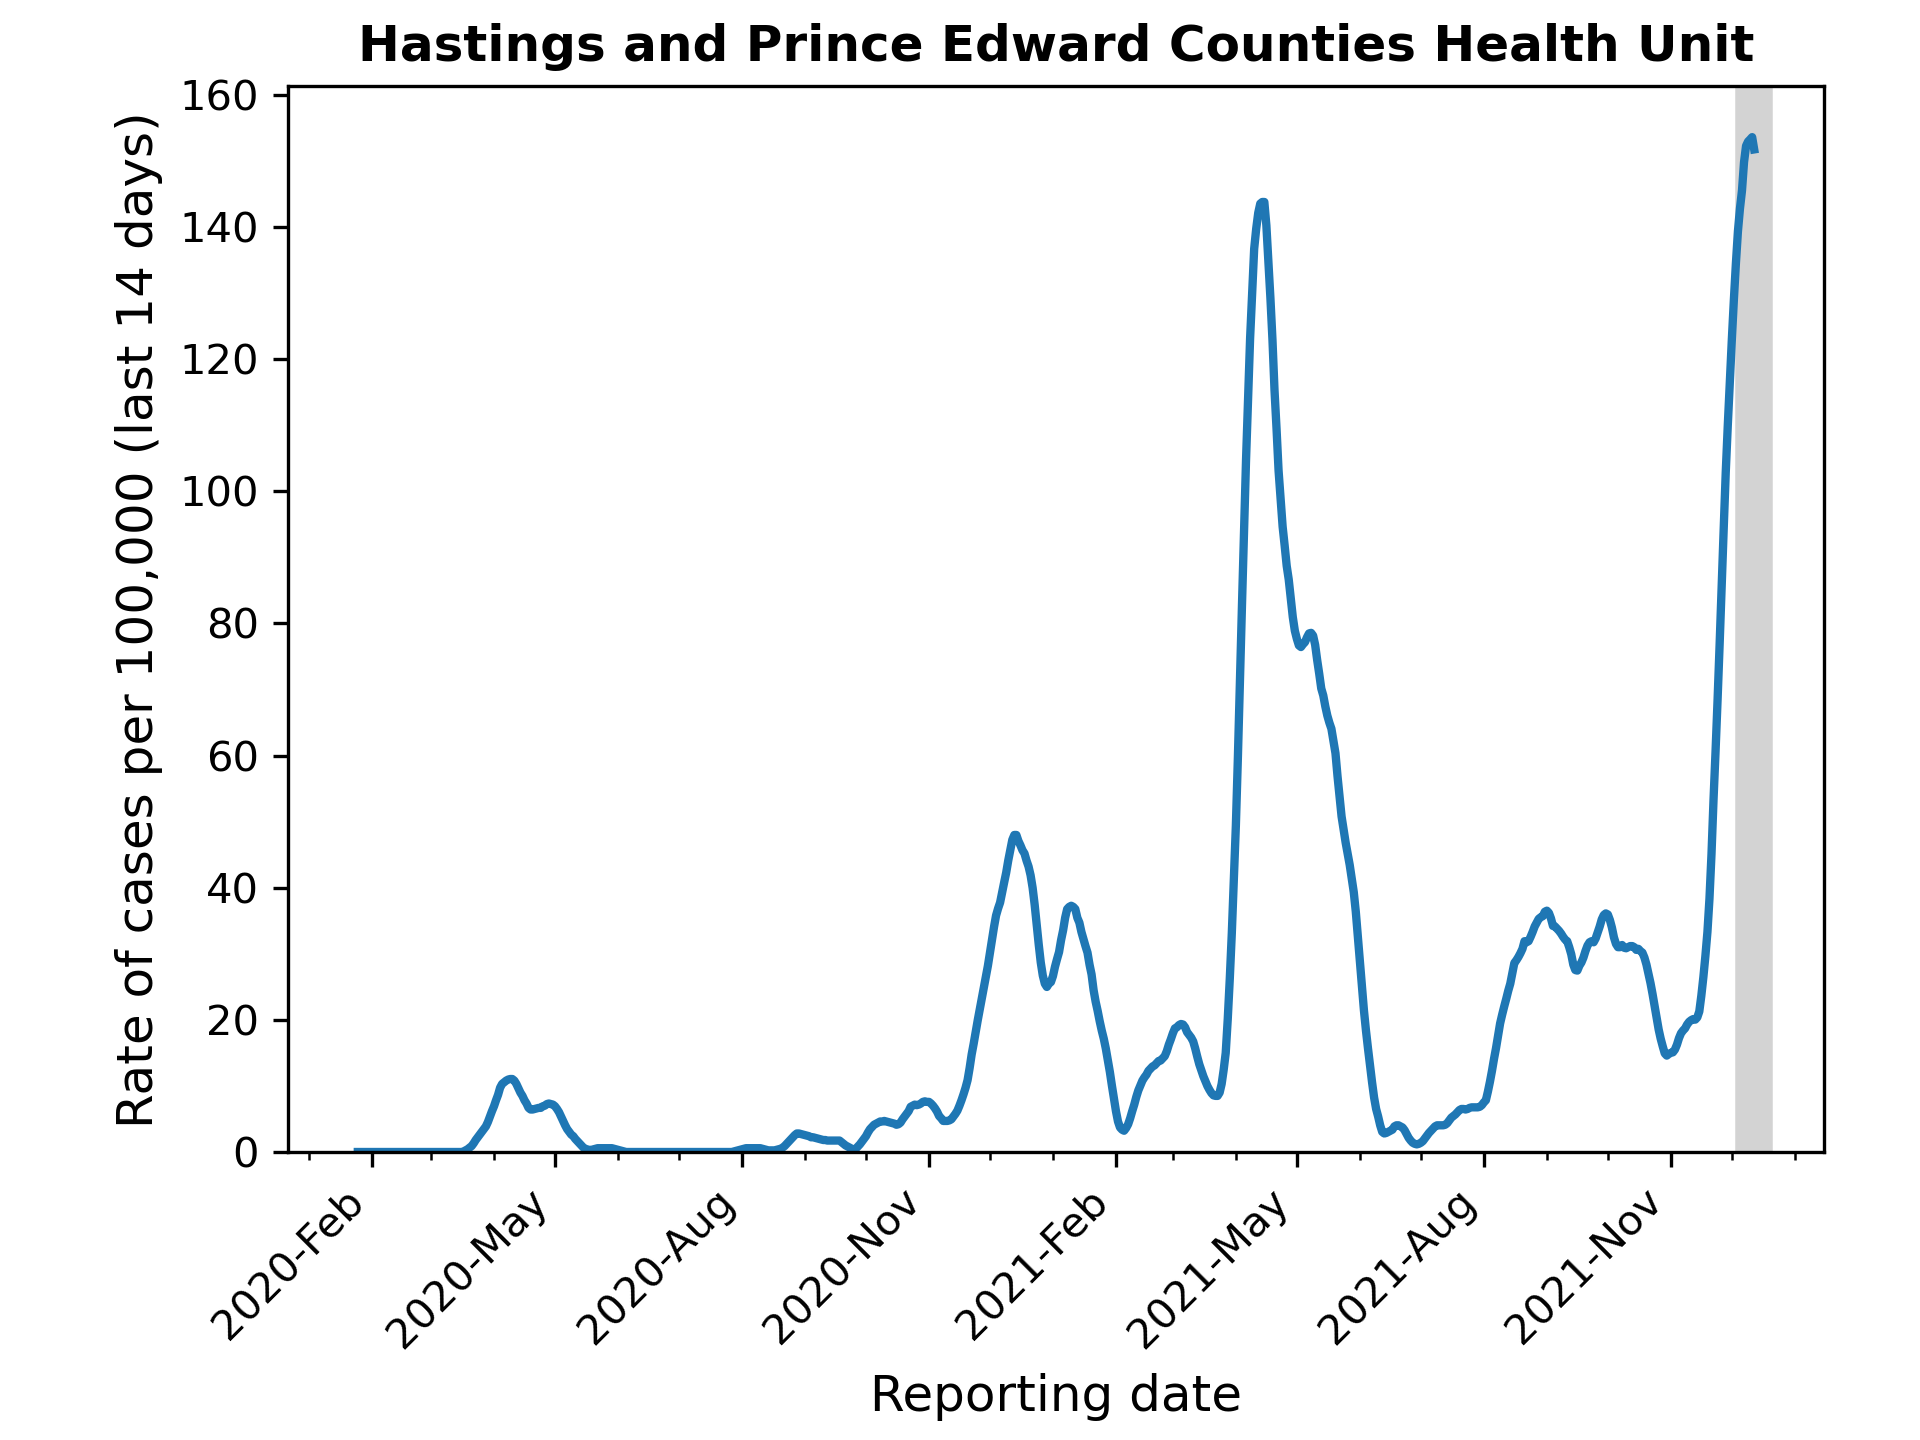 Hastings and Prince Edward Counties Health Unit
Rate of cases per 100,000 (last 14 days)
160
140
120
100
80
60
40
20
0
2020-Feb
2020-May
2020-Aug
2020-Nov
2021-Feb
2021-May
2021-Aug
2021-Nov
Reporting date